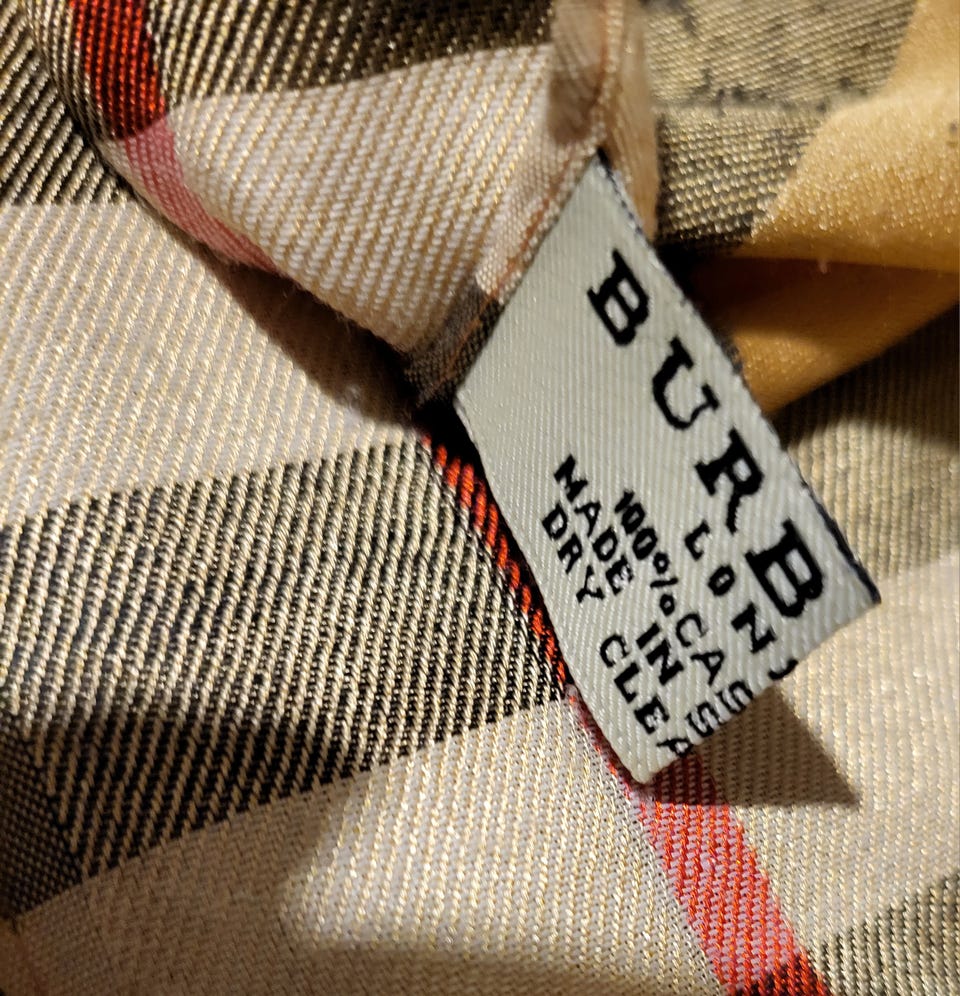 BURB
LON
100% CAS
MADE IN S
DRY CLEA